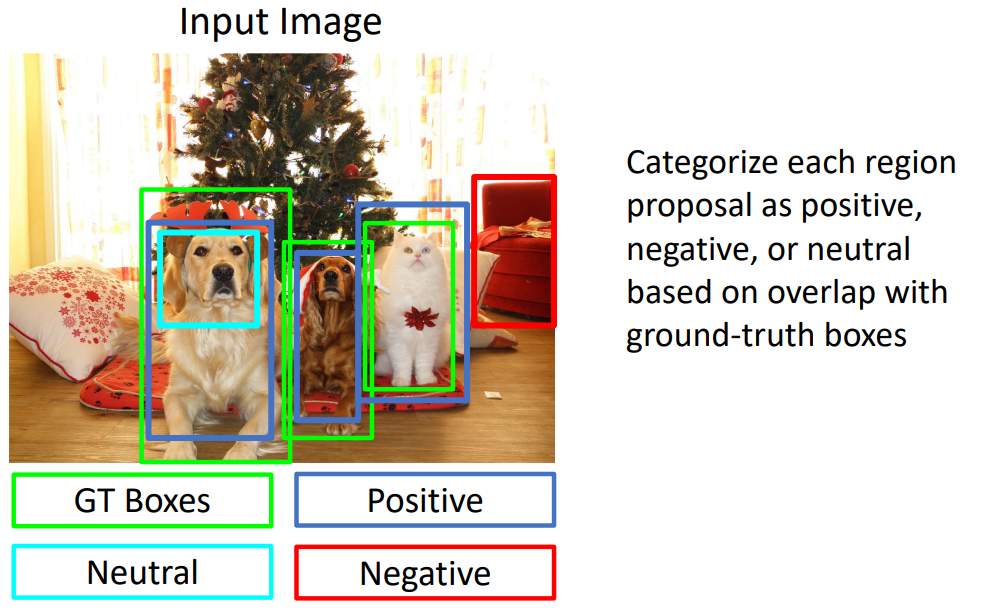 Input Image
Categorize each region
proposal as positive,
negative, or neutral
based on overlap with
ground-truth boxes
GT Boxes
Positive
Neutral
Negative